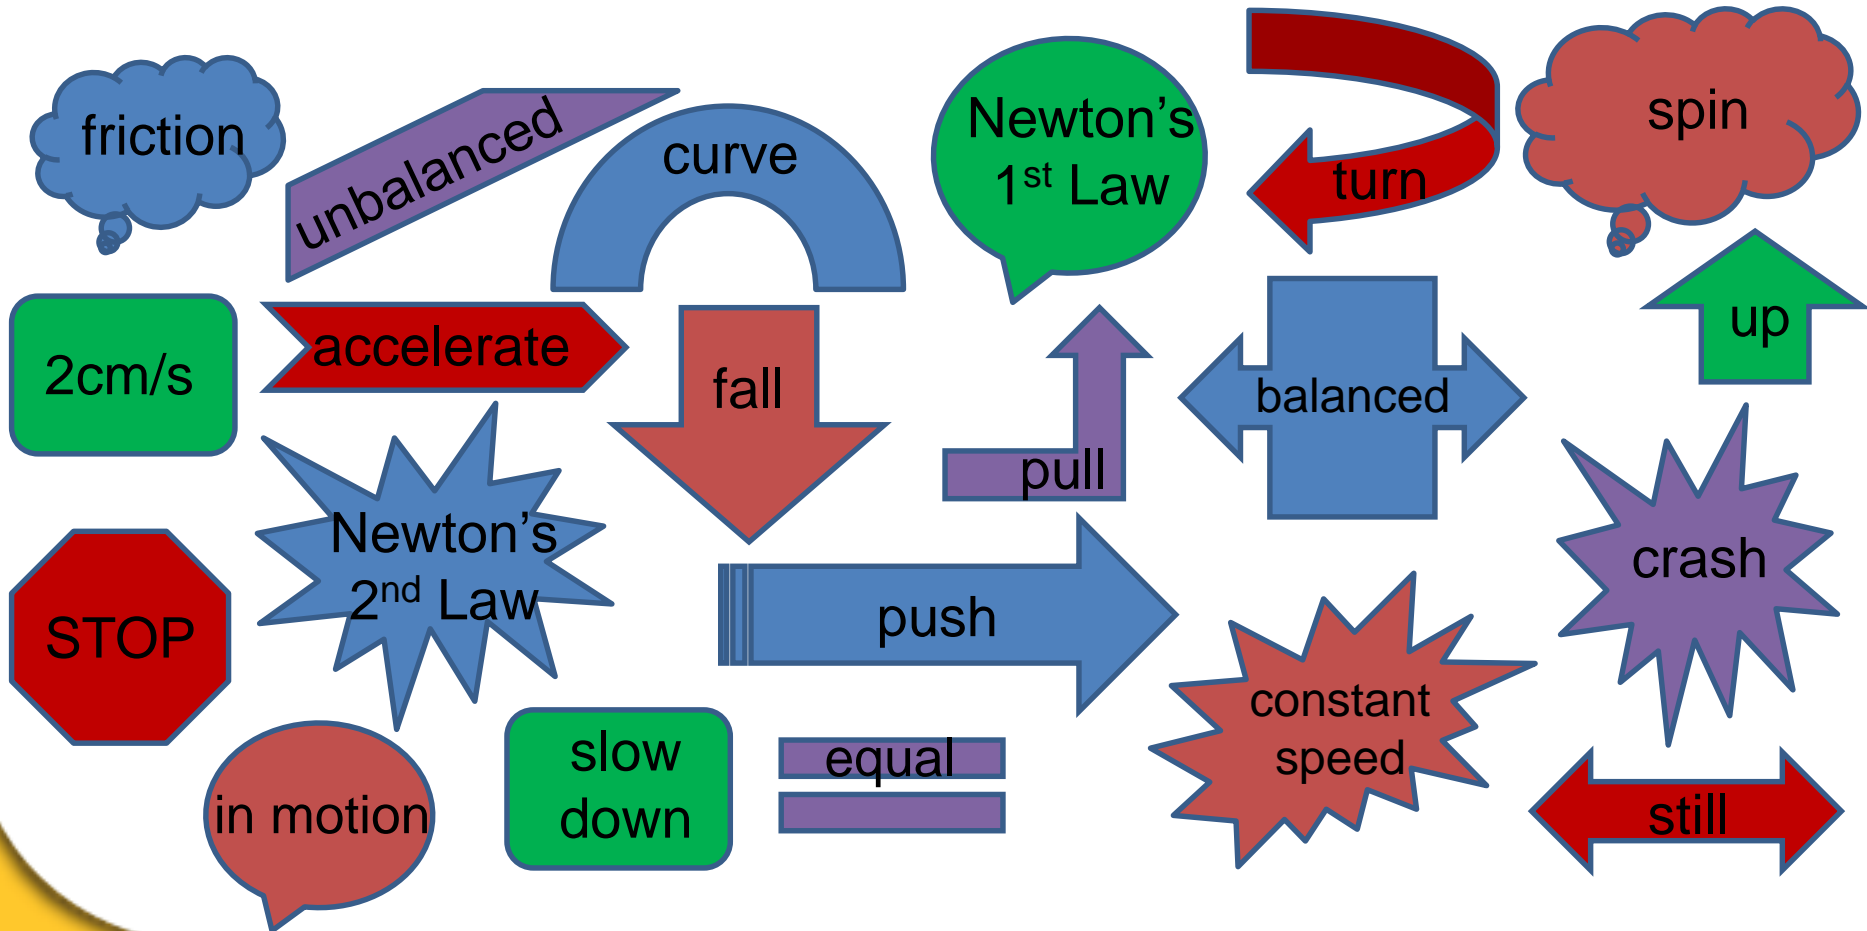 friction
unbalanced
curve
Newton’s
1st Law
turn
spin
2cm/s
accelerate
fall
pull
balanced
up
STOP
Newton’s
2nd Law
push
constant
speed
crash
in motion
slow
down
equal
still